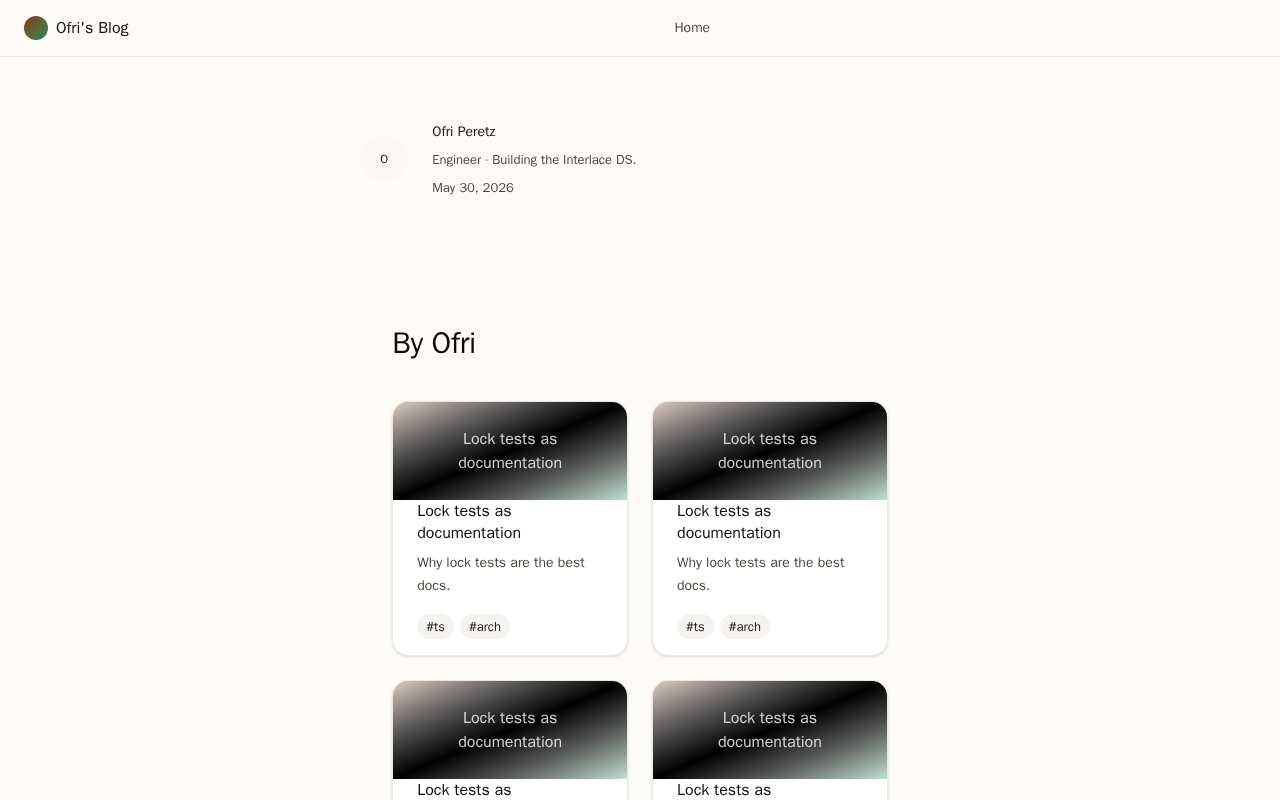 Ofri's Blog
Home
O
Ofri Peretz
Engineer · Building the Interlace DS.
May 30, 2026
By Ofri
Lock tests as
documentation
Lock tests as
documentation
Why lock tests are the best
docs.
#ts #arch
Lock tests as
documentation
Lock tests as
documentation
Why lock tests are the best
docs.
#ts #arch
Lock tests as
documentation
Lock tests as
Lock tests as
documentation
Lock tests as